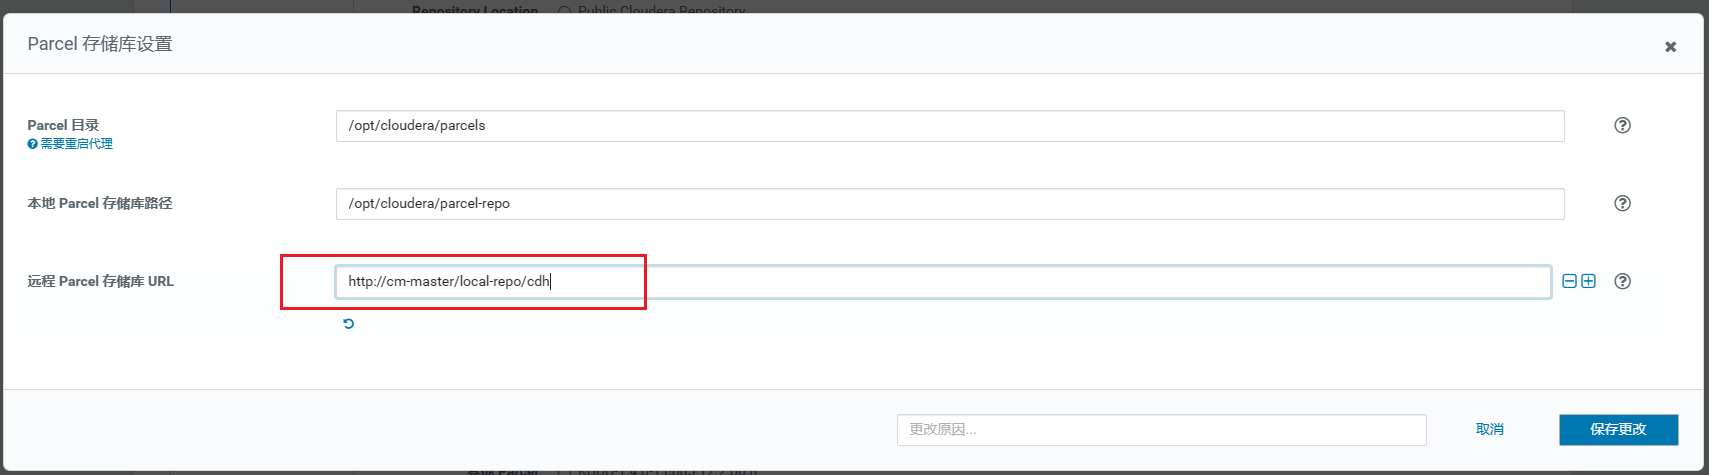 Repository Location Public Cloudera Repository
Parcel 存储库设置
Parcel 目录
/opt/cloudera/parcels
需要重启代理
本地 Parcel 存储库路径
/opt/cloudera/parcel-repo
远程 Parcel 存储库 URL
http://cm-master/local-repo/cdh
更改原因...
取消
保存更改